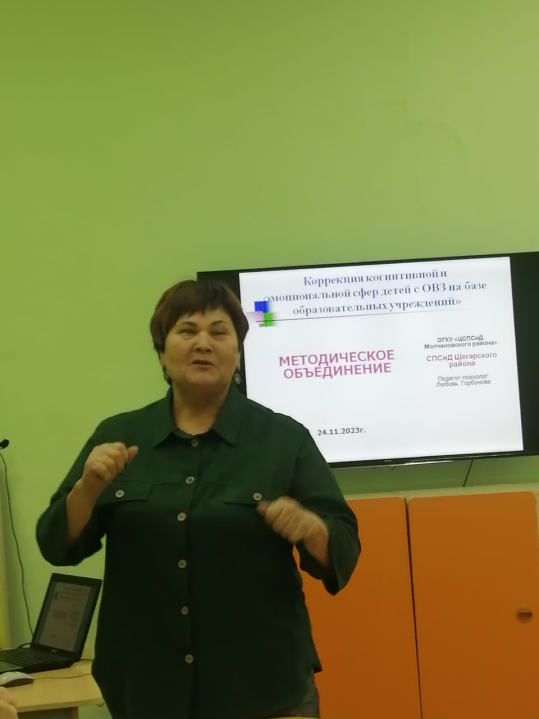 Коррекция когнитивной и
эмоциональной сфер детей с ОВЗ на базе
образовательных учреждений»
МЕТОДИЧЕСКОЕ
ОБЪЕДИНЕНИЕ
ОГКУ «ЦСПСиД
Молчановского района»
СПСиД Шегарского
района
Педагог-психолог
Любовь Горбунова
24.11.2023г.